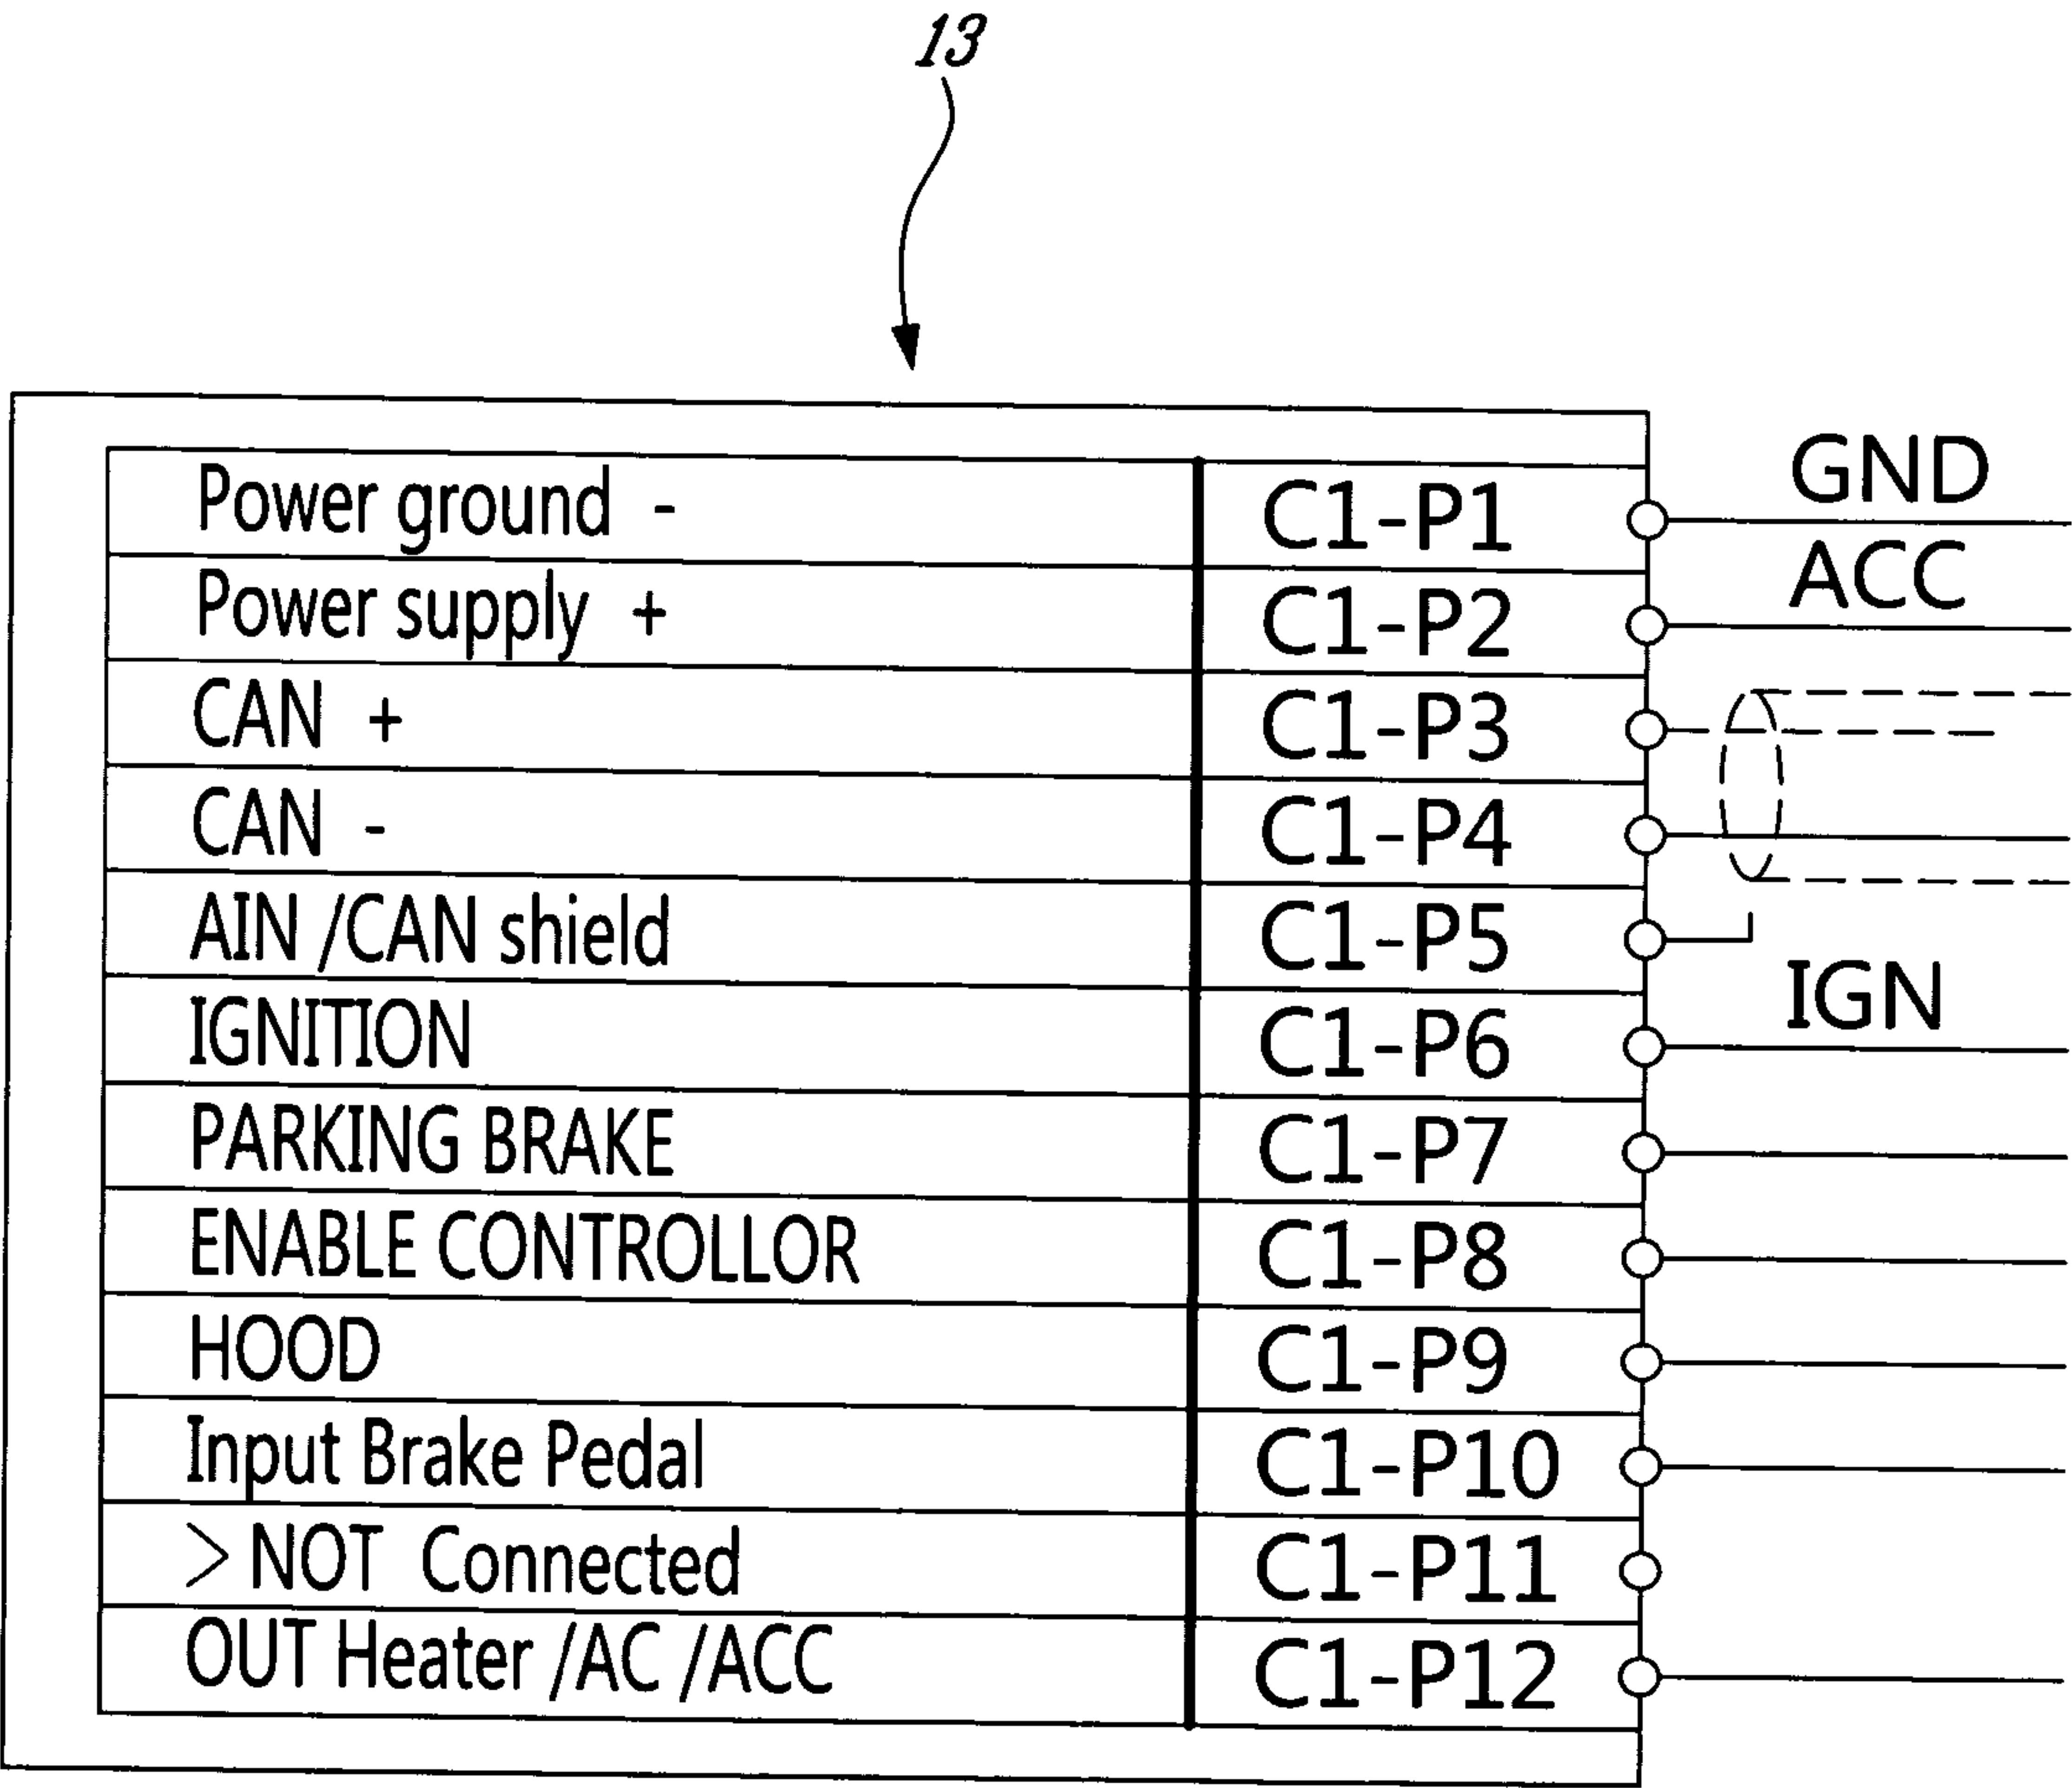 13
Power ground - C1-P1 GND
Power supply + C1-P2 ACC
CAN + C1-P3
CAN - C1-P4
AIN /CAN shield C1-P5
IGNITION C1-P6 IGN
PARKING BRAKE C1-P7
ENABLE CONTROLLOR C1-P8
HOOD C1-P9
Input Brake Pedal C1-P10
> NOT Connected C1-P11
OUT Heater /AC /ACC C1-P12